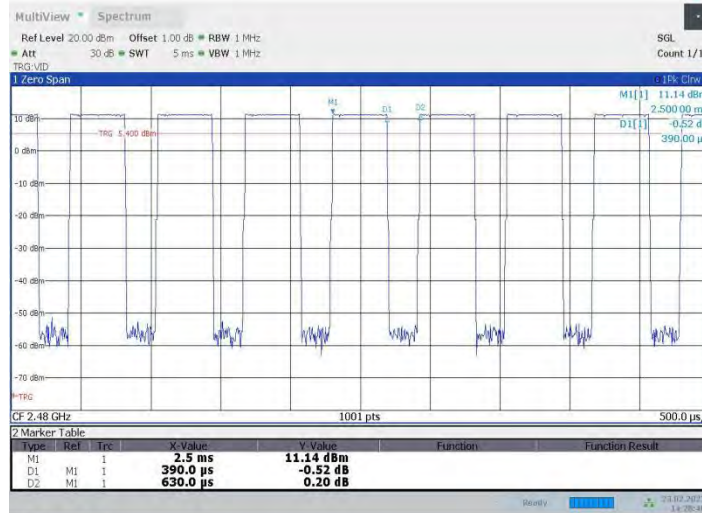 MultiView Spectrum
Ref Level 20.00 dBm Offset 1.00 dB RBW 1 MHz
SGL
Att 30 dB SWT 5 ms VBW 1 MHz
Count 1/1
TRG:VID
1 Zero Span
1Pk Clrw
M1[1] 11.14 dBm
2.500 00 m
D1[1] -0.52 d
390.00 µ
M1
D1
D2
10 dBm
TRG 5.400 dBm
0 dBm
-10 dBm
-20 dBm
-30 dBm
-40 dBm
-50 dBm
-60 dBm
-70 dBm
TRG
CF 2.48 GHz 1001 pts 500.0 µs
2 Marker Table
Type Ref Trc X-Value Y-Value Function Function Result
M1 1 2.5 ms 11.14 dBm
D1 M1 1 390.0 µs -0.52 dB
D2 M1 1 630.0 µs 0.20 dB
Ready